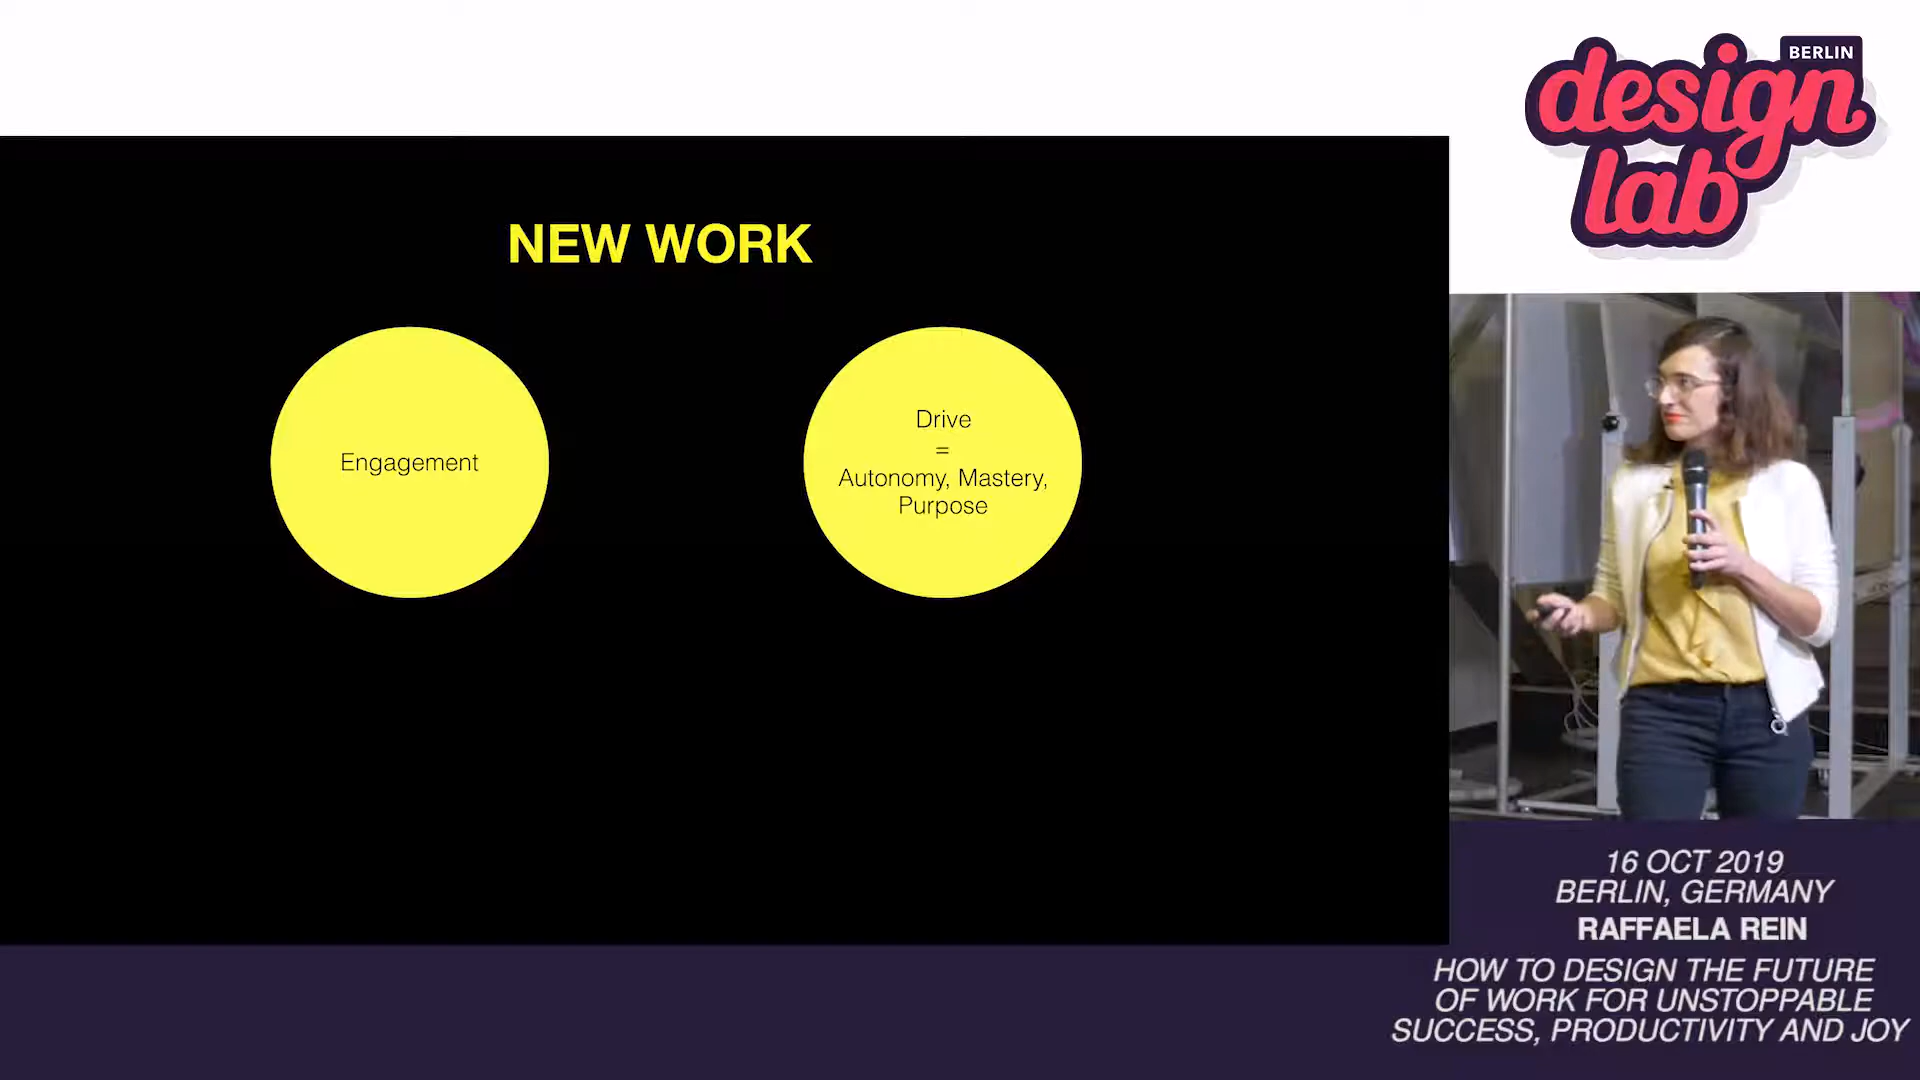 NEW WORK
Engagement
Drive
=
Autonomy, Mastery,
Purpose
BERLIN
design
lab
16 OCT 2019
BERLIN, GERMANY
RAFFAELA REIN
HOW TO DESIGN THE FUTURE
OF WORK FOR UNSTOPPABLE
SUCCESS, PRODUCTIVITY AND JOY